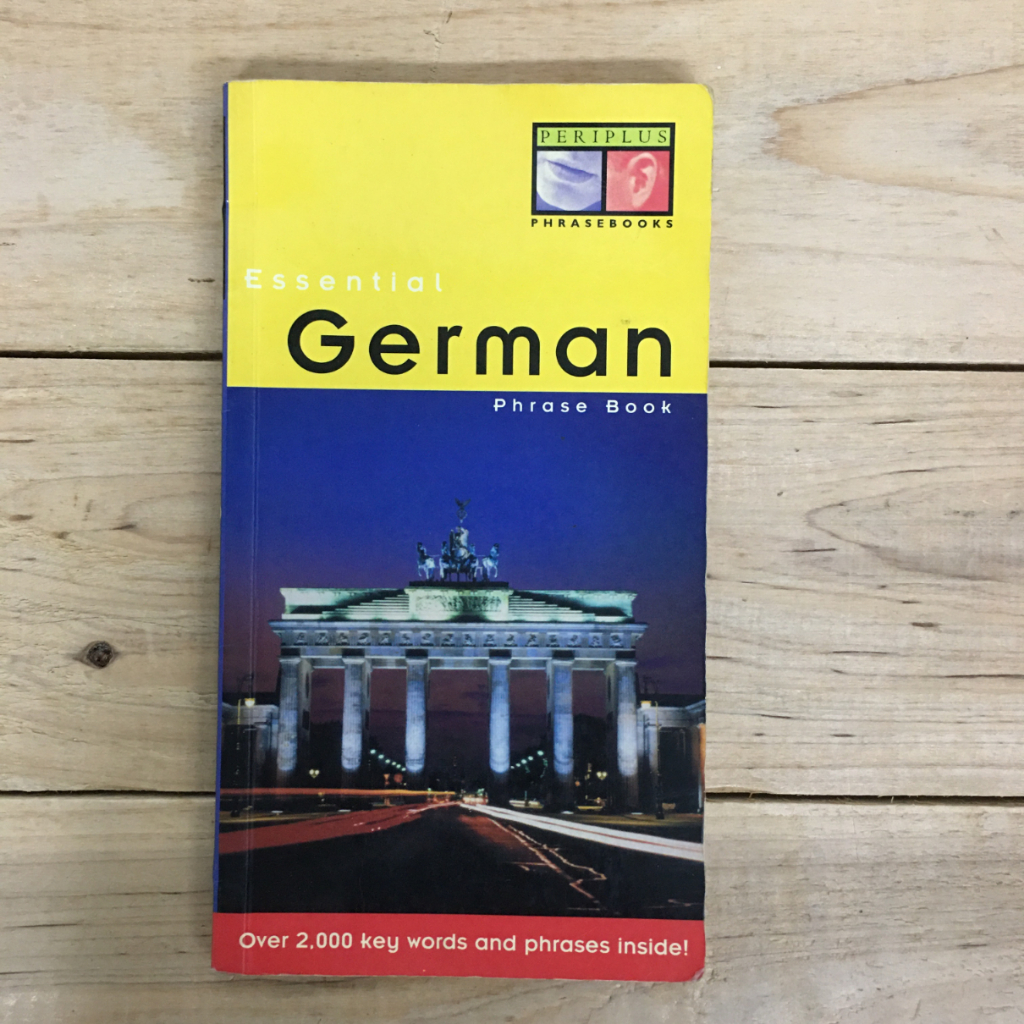 PERIPLUS
PHRASEBOOKS
Essential
German
Phrase Book
Over 2,000 key words and phrases inside!